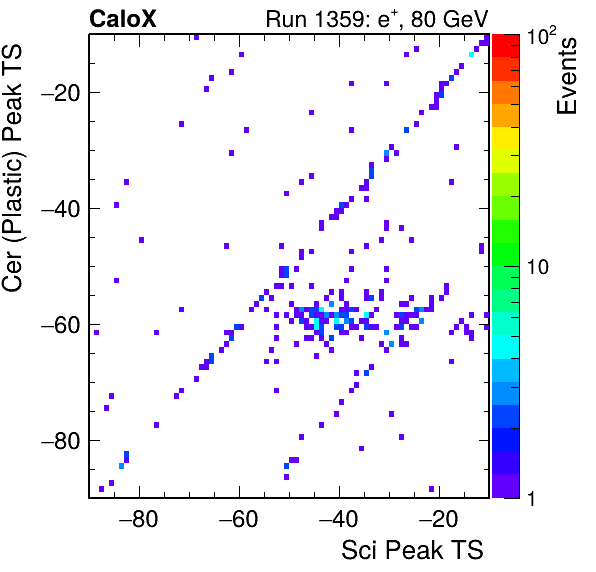 CaloX Run 1359: e⁺, 80 GeV
Cer (Plastic) Peak TS
−20
−40
−60
−80
−80 −60 −40 −20
Sci Peak TS
10²
10
1
Events